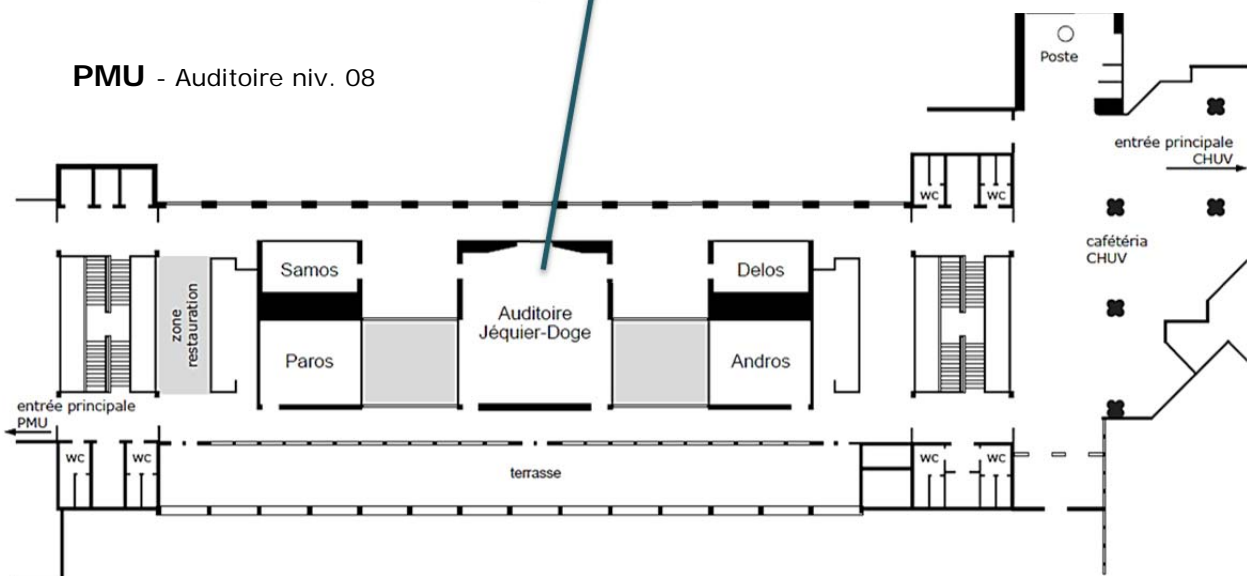 PMU - Auditoire niv. 08
Poste
entrée principale
CHUV
wc
wc
cafétéria
CHUV
Samos
Delos
zone
restauration
Auditoire
Jéquier-Doge
Paros
Andros
entrée principale
PMU
wc
wc
terrasse
wc
wc